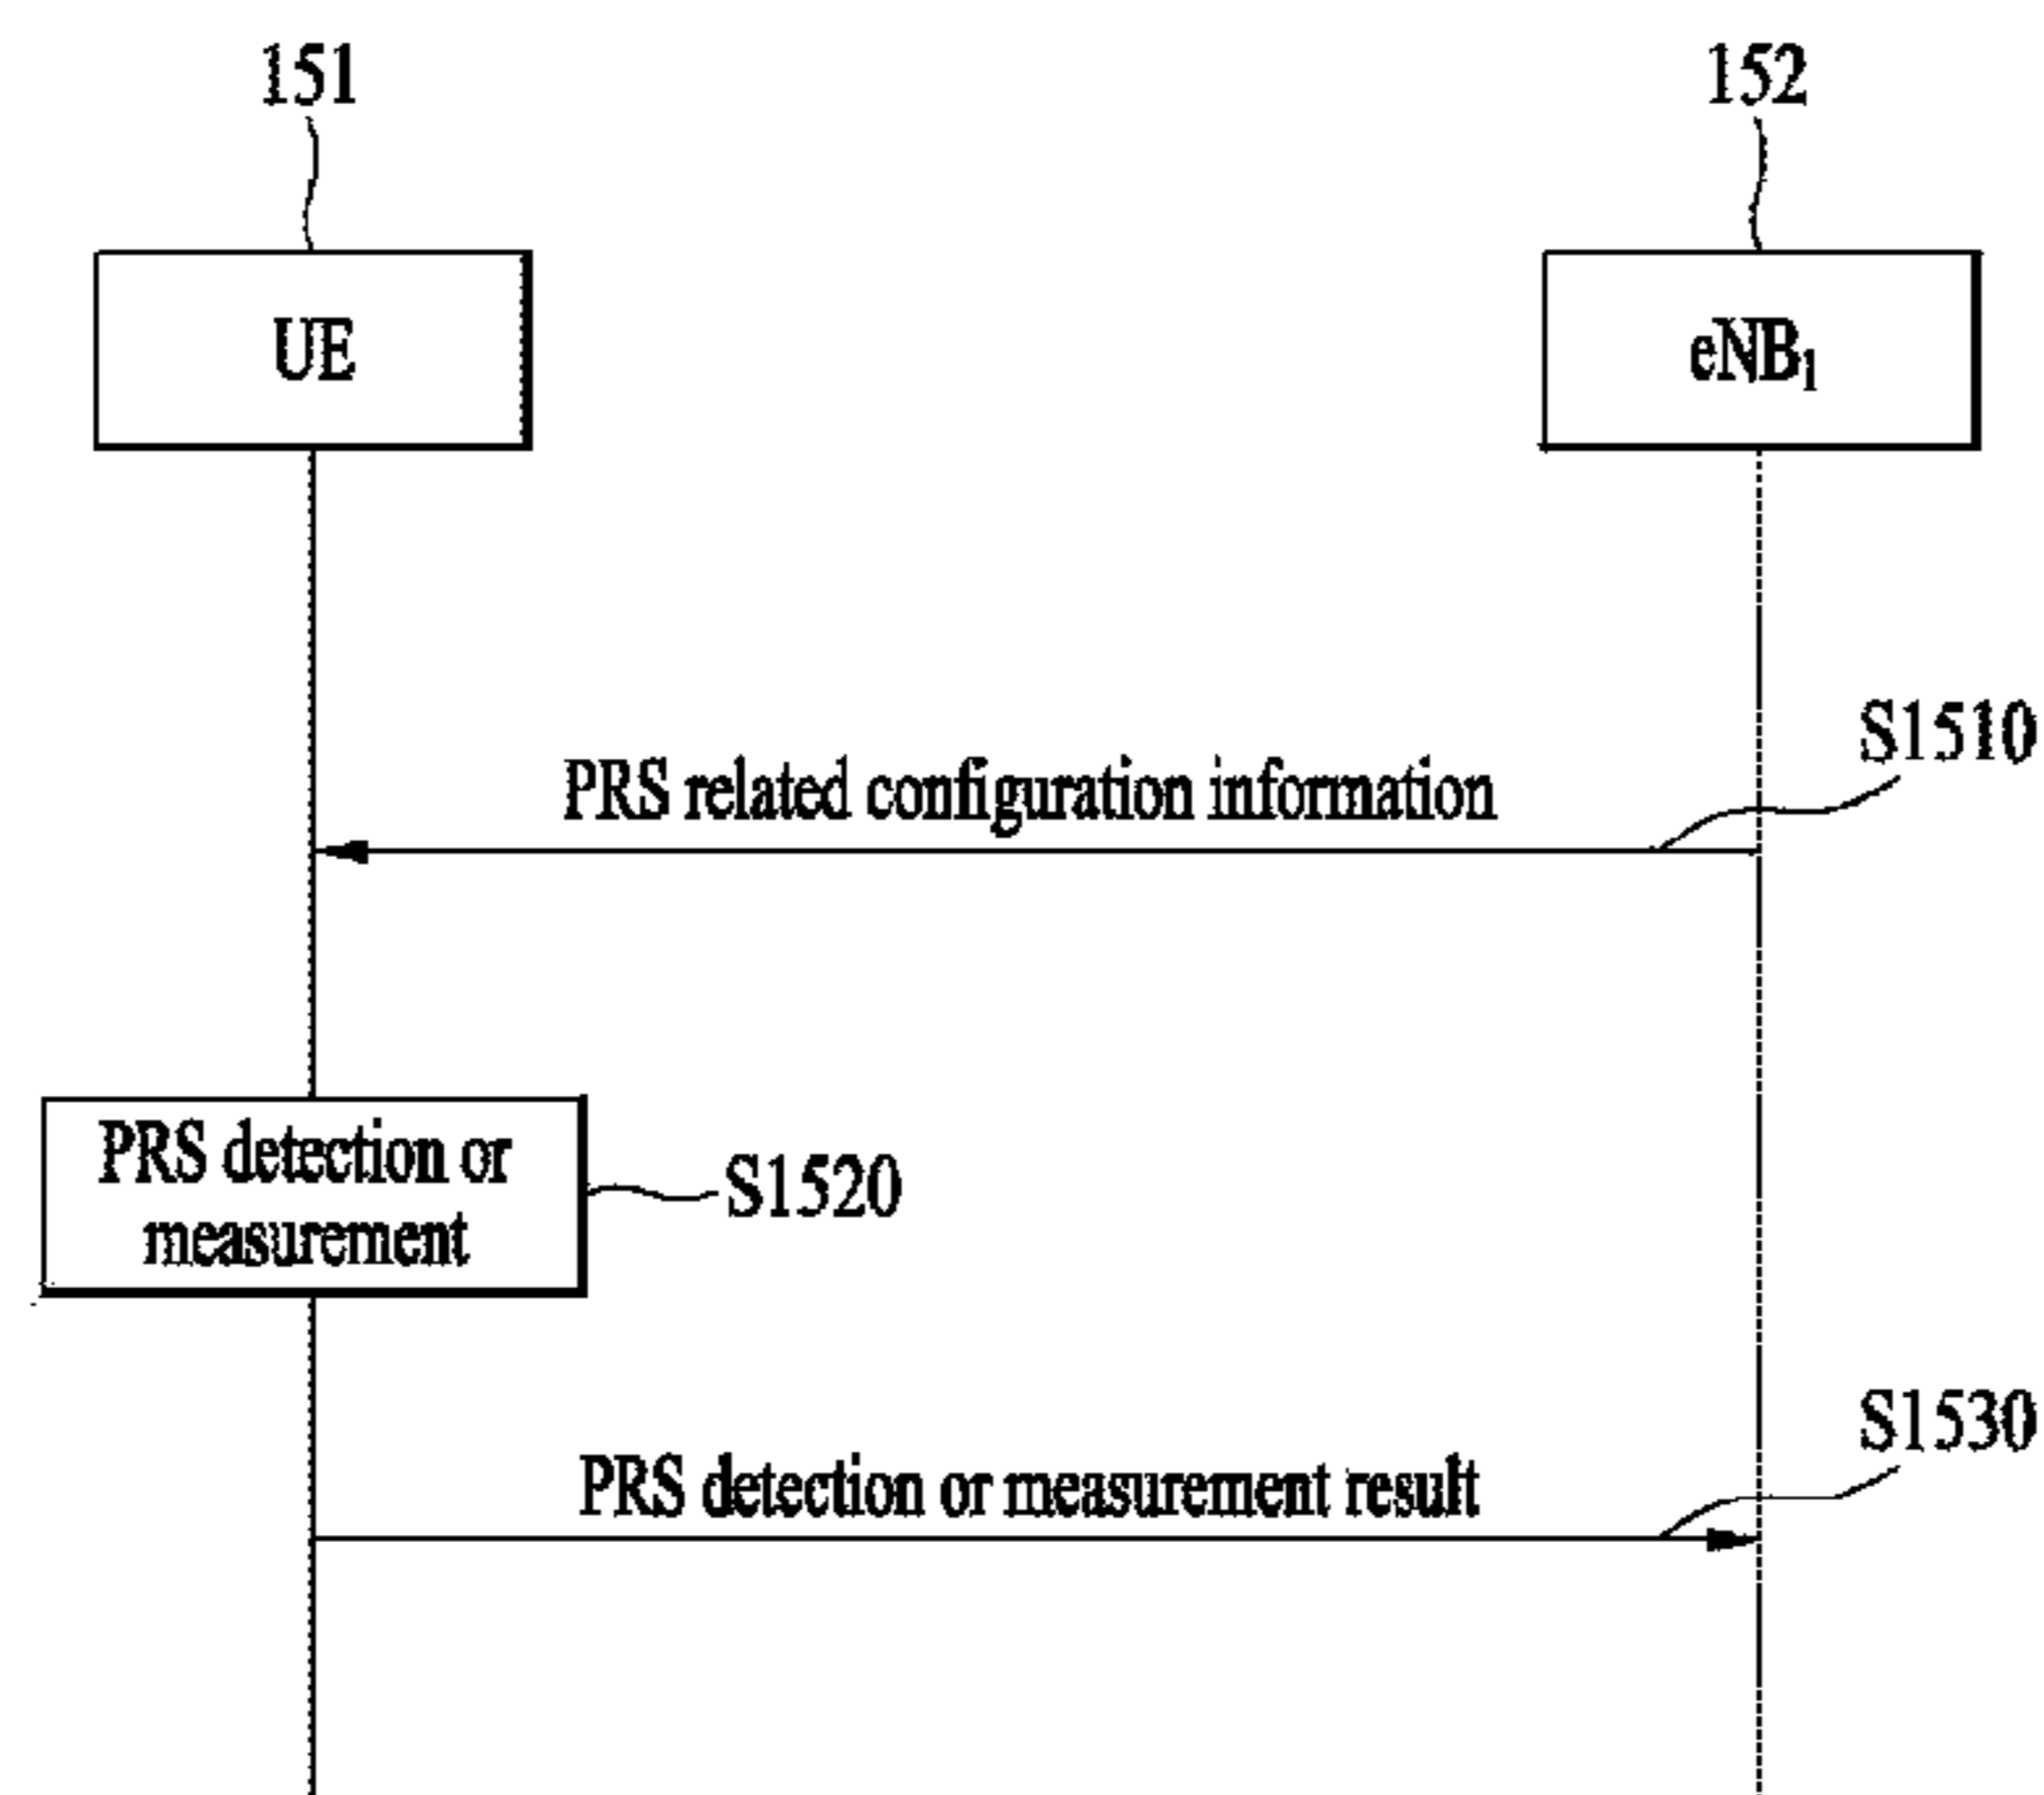 151
152
UE
eNB1
S1510
PRS related configuration information
PRS detection or
measurement
S1520
S1530
PRS detection or measurement result